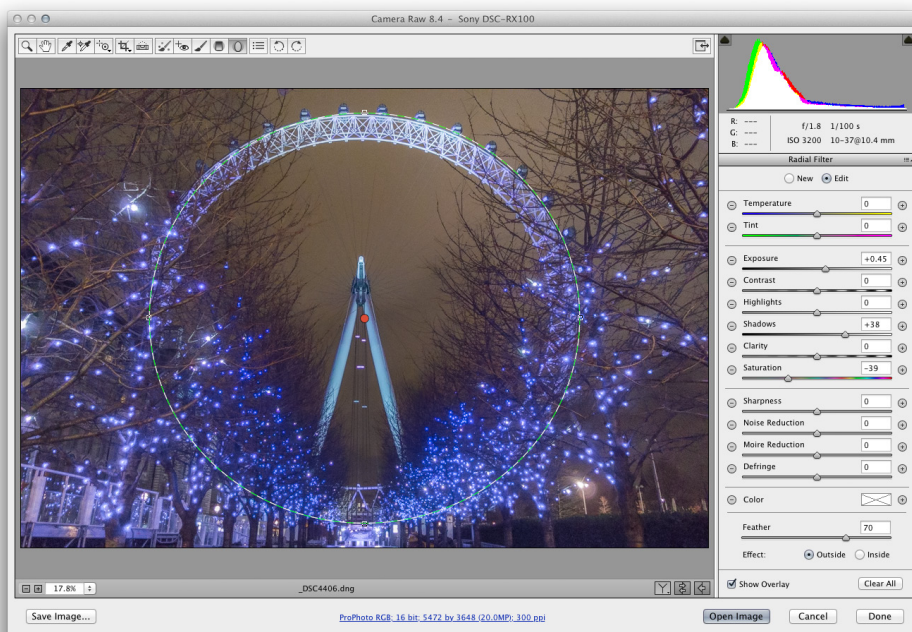 Camera Raw 8.4 – Sony DSC-RX100
R: ---
G: ---
B: ---
f/1.8 1/100 s
ISO 3200 10-37@10.4 mm
Radial Filter
New Edit
Temperature 0
Tint 0
Exposure +0.45
Contrast 0
Highlights 0
Shadows +38
Clarity 0
Saturation -39
Sharpness 0
Noise Reduction 0
Moire Reduction 0
Defringe 0
Color
Feather 70
Effect: Outside Inside
Show Overlay Clear All
17.8% _DSC4406.dng Y
Save Image... ProPhoto RGB; 16 bit; 5472 by 3648 (20.0MP); 300 ppi Open Image Cancel Done